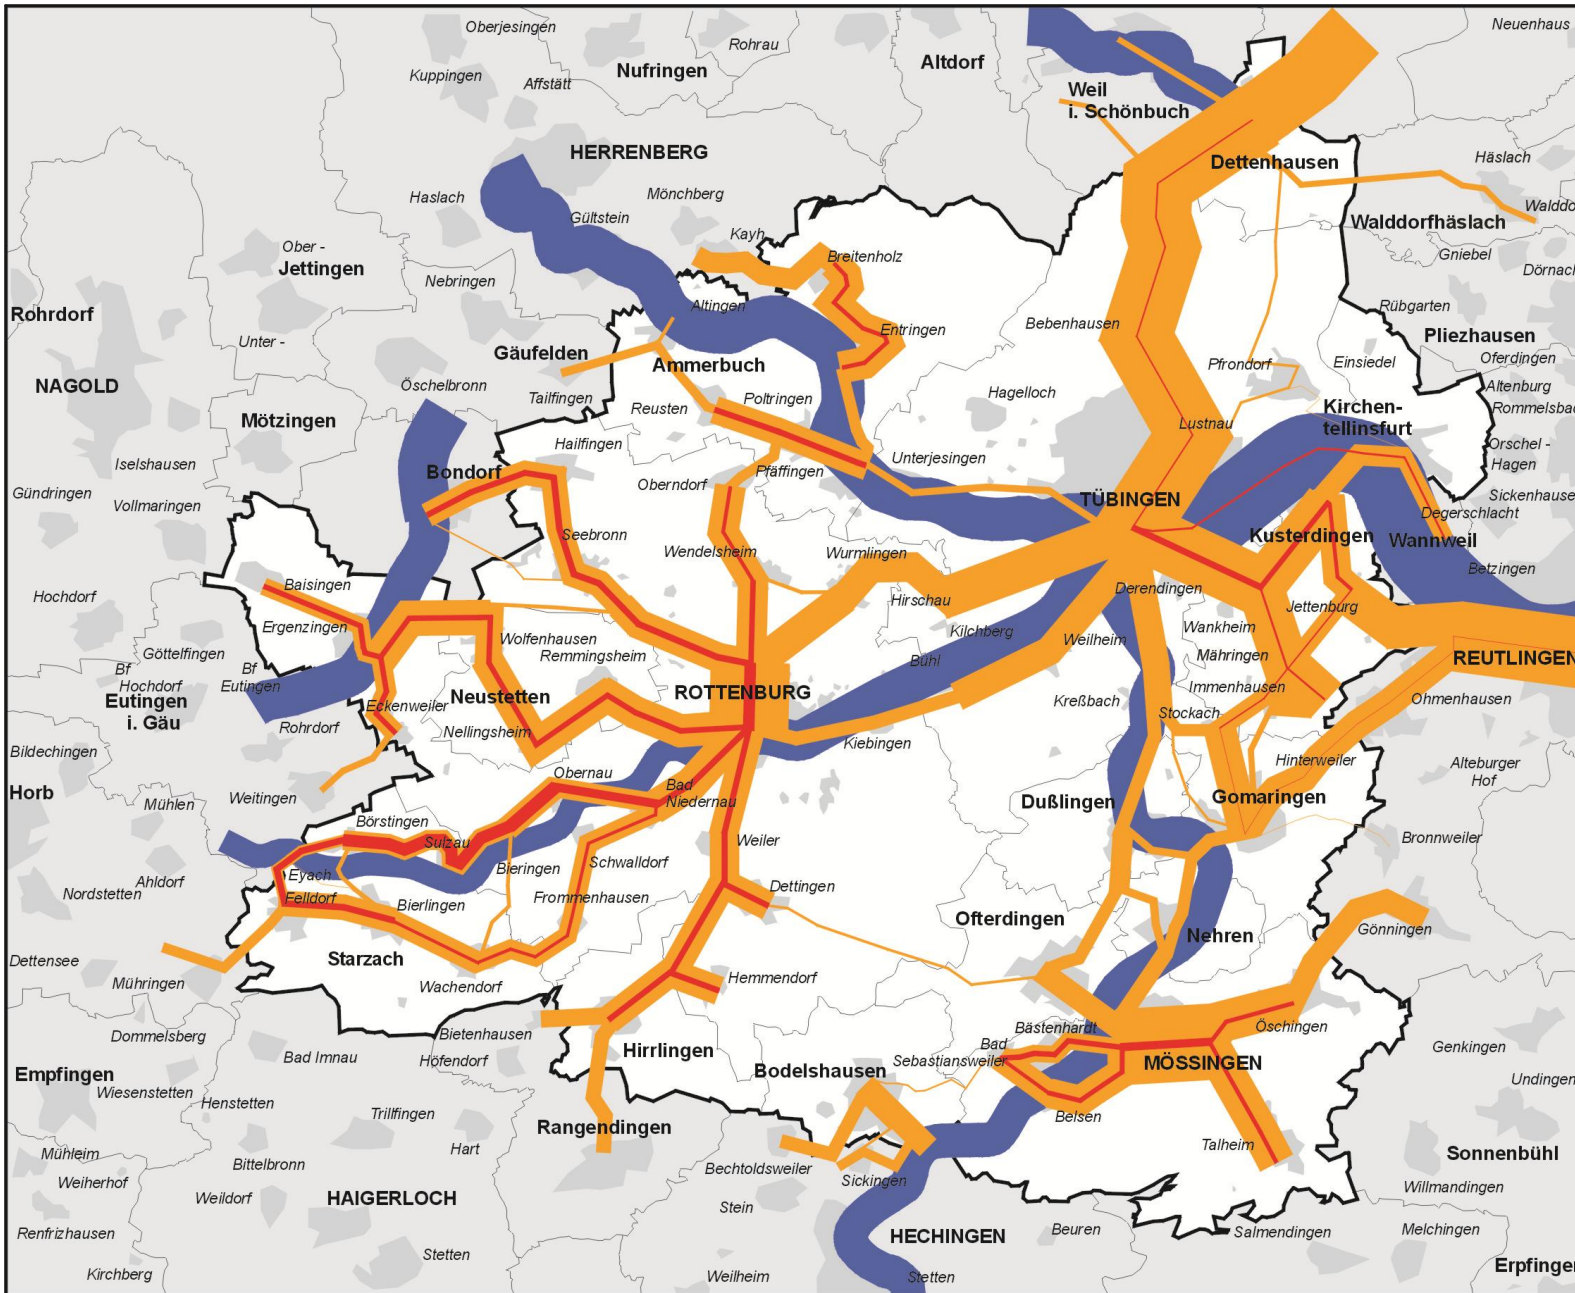 Oberjesingen
Neuenhaus
Rohrau
Altdorf
Nufringen
Kuppingen
Affstätt
Weil
i. Schönbuch
HERRENBERG
Dettenhausen
Häslach
Mönchberg
Haslach
Gültstein
Walddo
Walddorfhäslach
Kayh
Ober -
Jettingen
Breitenholz
Gniebel
Dörnach
Nebringen
Altingen
Rübgarten
Rohrdorf
Entringen
Bebenhausen
Pliezhausen
Unter -
Gäufelden
Ammerbuch
Pfrondorf
Einsiedel
Oferdingen
NAGOLD
Öschelbronn
Hagelloch
Altenburg
Tailfingen
Reusten
Poltringen
Kirchen-
tellinsfurt
Rommelsbac
Mötzingen
Lustnau
Hailfingen
Orschel -
Hagen
Iselshausen
Bondorf
Pfäffingen
Unterjesingen
Oberndorf
Gündringen
Vollmaringen
TÜBINGEN
Sickenhause
Degerschlacht
Seebronn
Kusterdingen
Wannweil
Wendelsheim
Wurmlingen
Betzingen
Baisingen
Derendingen
Hochdorf
Hirschau
Jettenburg
Ergenzingen
Wolfenhausen
Kilchberg
Weilheim
Wankheim
Göttelfingen
Remmingsheim
Bühl
Mähringen
REUTLINGEN
Bf
Hochdorf
Bf
Eutingen
Immenhausen
Eutingen
i. Gäu
Neustetten
ROTTENBURG
Kreßbach
Ohmenhausen
Eckenweiler
Stockach
Rohrdorf
Nellingsheim
Kiebingen
Bildechingen
Hinterweiler
Alteburger
Hof
Obernau
Bad
Niedernau
Horb
Mühlen
Weitingen
Dußlingen
Gomaringen
Börstingen
Sulzau
Weiler
Bronnweiler
Bieringen
Schwalldorf
Eyach
Ahldorf
Nordstetten
Felldorf
Bierlingen
Frommenhausen
Dettingen
Ofterdingen
Gönningen
Nehren
Dettensee
Starzach
Mühringen
Wachendorf
Hemmendorf
Bästenhardt
Öschingen
Dommelsberg
Bietenhausen
Bad Imnau
Höfendorf
Hirrlingen
Bad
Sebastiansweiler
MÖSSINGEN
Genkingen
Empfingen
Bodelshausen
Undingen
Wiesenstetten
Henstetten
Trillfingen
Rangendingen
Belsen
Hart
Talheim
Mühleim
Sonnenbühl
Bittelbronn
Bechtoldsweiler
Weiherhof
Sickingen
Willmandingen
Weildorf
HAIGERLOCH
Stein
Renfrizhausen
HECHINGEN
Beuren
Salmendingen
Melchingen
Stetten
Erpfingen
Kirchberg
Weilheim
Stetten